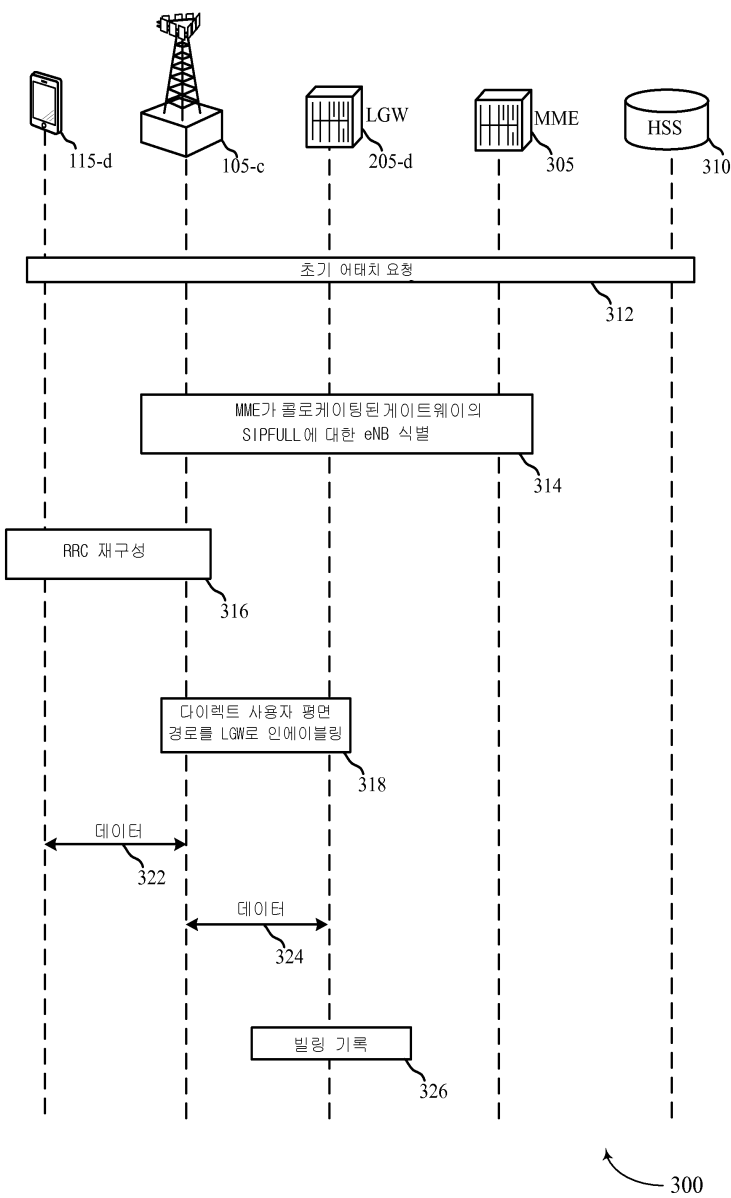 LGW
MME
HSS
115-d
105-c
205-d
305
310
초기 어태치 요청
312
MME가 콜로케이팅된 게이트웨이의
SIPFULL에 대한 eNB 식별
314
RRC 재구성
316
다이렉트 사용자 평면
경로를 LGW로 인에이블링
318
데이터
322
데이터
324
빌링 기록
326
300